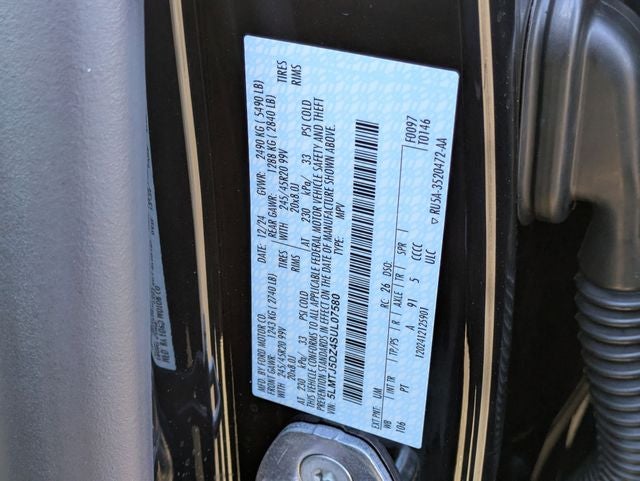 MFD. BY FORD MOTOR CO.
DATE: 12/24
GVWR: 2490 KG ( 5490 LB)
FRONT GAWR: 1243 KG (2740 LB)
REAR GAWR: 1288 KG ( 2840 LB)
WITH 245/45R20 99V TIRES
WITH 245/45R20 99V TIRES
20x8.0J RIMS
20x8.0J RIMS
AT 230 kPa/ 33 PSI COLD
AT 230 kPa/ 33 PSI COLD
THIS VEHICLE CONFORMS TO ALL APPLICABLE FEDERAL MOTOR VEHICLE SAFETY AND THEFT
PREVENTION STANDARDS IN EFFECT ON THE DATE OF MANUFACTURE SHOWN ABOVE.
VIN: 5LMTJ5DZ4SUL07580
TYPE: MPV
F0097
T0146
EXT PNT: UM RC: 26 DSO:
WB INT TR TP/PS R AXLE TR SPR
106 PT A 91 5 CCCC
ULC
12024121125901
▽ RU5A-3520472-AA